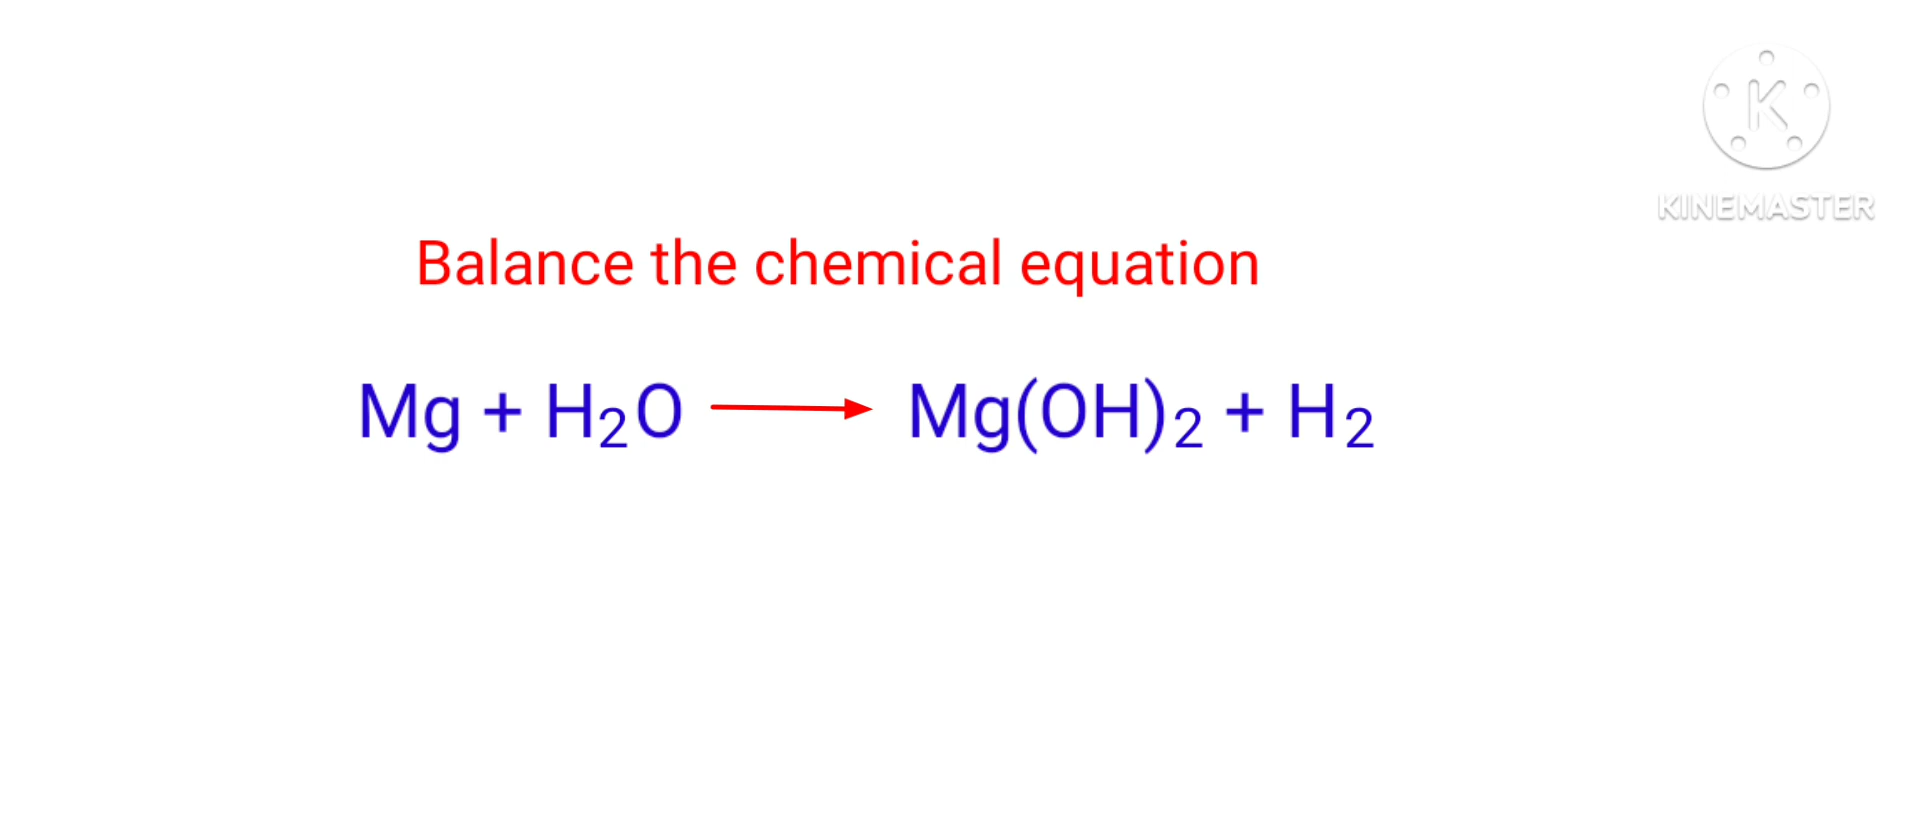 K
KINEMASTER
Balance the chemical equation
Mg + H₂O ⟶ Mg(OH)₂ + H₂